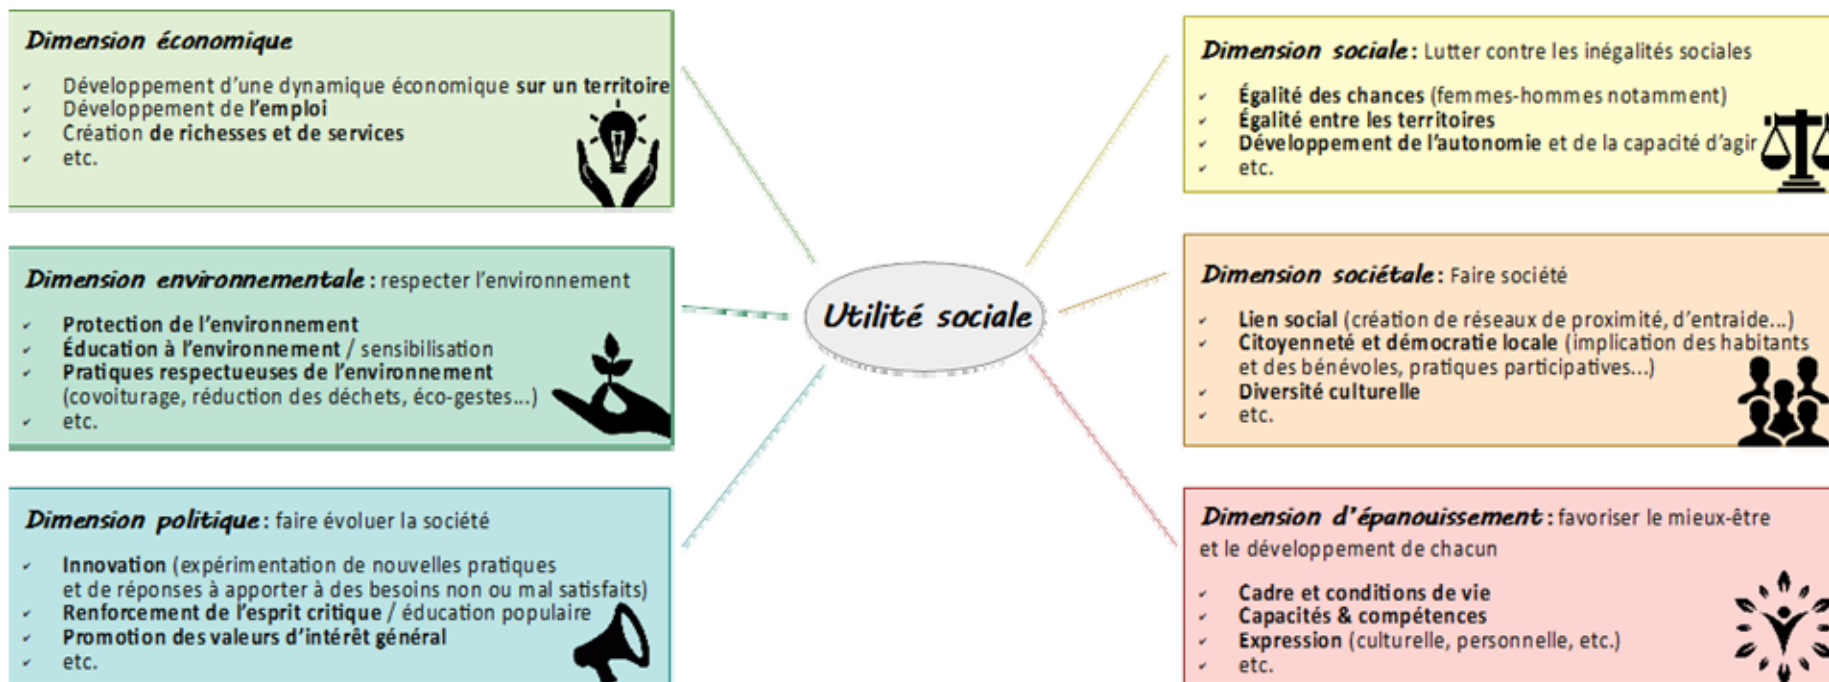 Dimension économique
✓ Développement d'une dynamique économique sur un territoire
✓ Développement de l'emploi
✓ Création de richesses et de services
✓ etc.
Dimension environnementale : respecter l'environnement
✓ Protection de l'environnement
✓ Éducation à l'environnement / sensibilisation
✓ Pratiques respectueuses de l'environnement
(covoiturage, réduction des déchets, éco-gestes...)
✓ etc.
Dimension politique : faire évoluer la société
✓ Innovation (expérimentation de nouvelles pratiques
et de réponses à apporter à des besoins non ou mal satisfaits)
✓ Renforcement de l'esprit critique / éducation populaire
✓ Promotion des valeurs d'intérêt général
✓ etc.
Utilité sociale
Dimension sociale : Lutter contre les inégalités sociales
✓ Égalité des chances (femmes-hommes notamment)
✓ Égalité entre les territoires
✓ Développement de l'autonomie et de la capacité d'agir
✓ etc.
Dimension sociétale : Faire société
✓ Lien social (création de réseaux de proximité, d'entraide...)
✓ Citoyenneté et démocratie locale (implication des habitants
et des bénévoles, pratiques participatives...)
✓ Diversité culturelle
✓ etc.
Dimension d'épanouissement : favoriser le mieux-être
et le développement de chacun
✓ Cadre et conditions de vie
✓ Capacités & compétences
✓ Expression (culturelle, personnelle, etc.)
✓ etc.